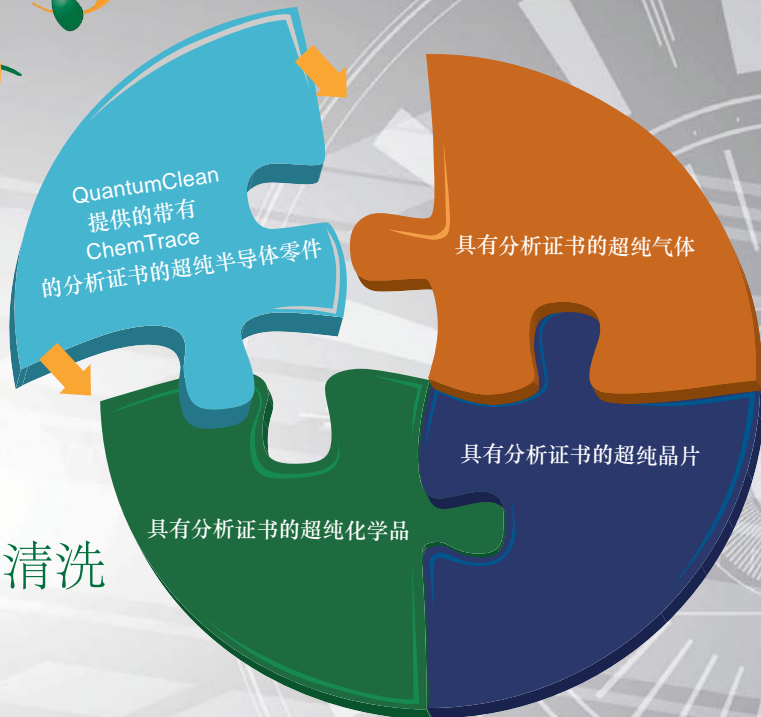 QuantumClean
提供的带有
ChemTrace
的分析证书的超纯半导体零件
具有分析证书的超纯气体
具有分析证书的超纯晶片
具有分析证书的超纯化学品
清洗